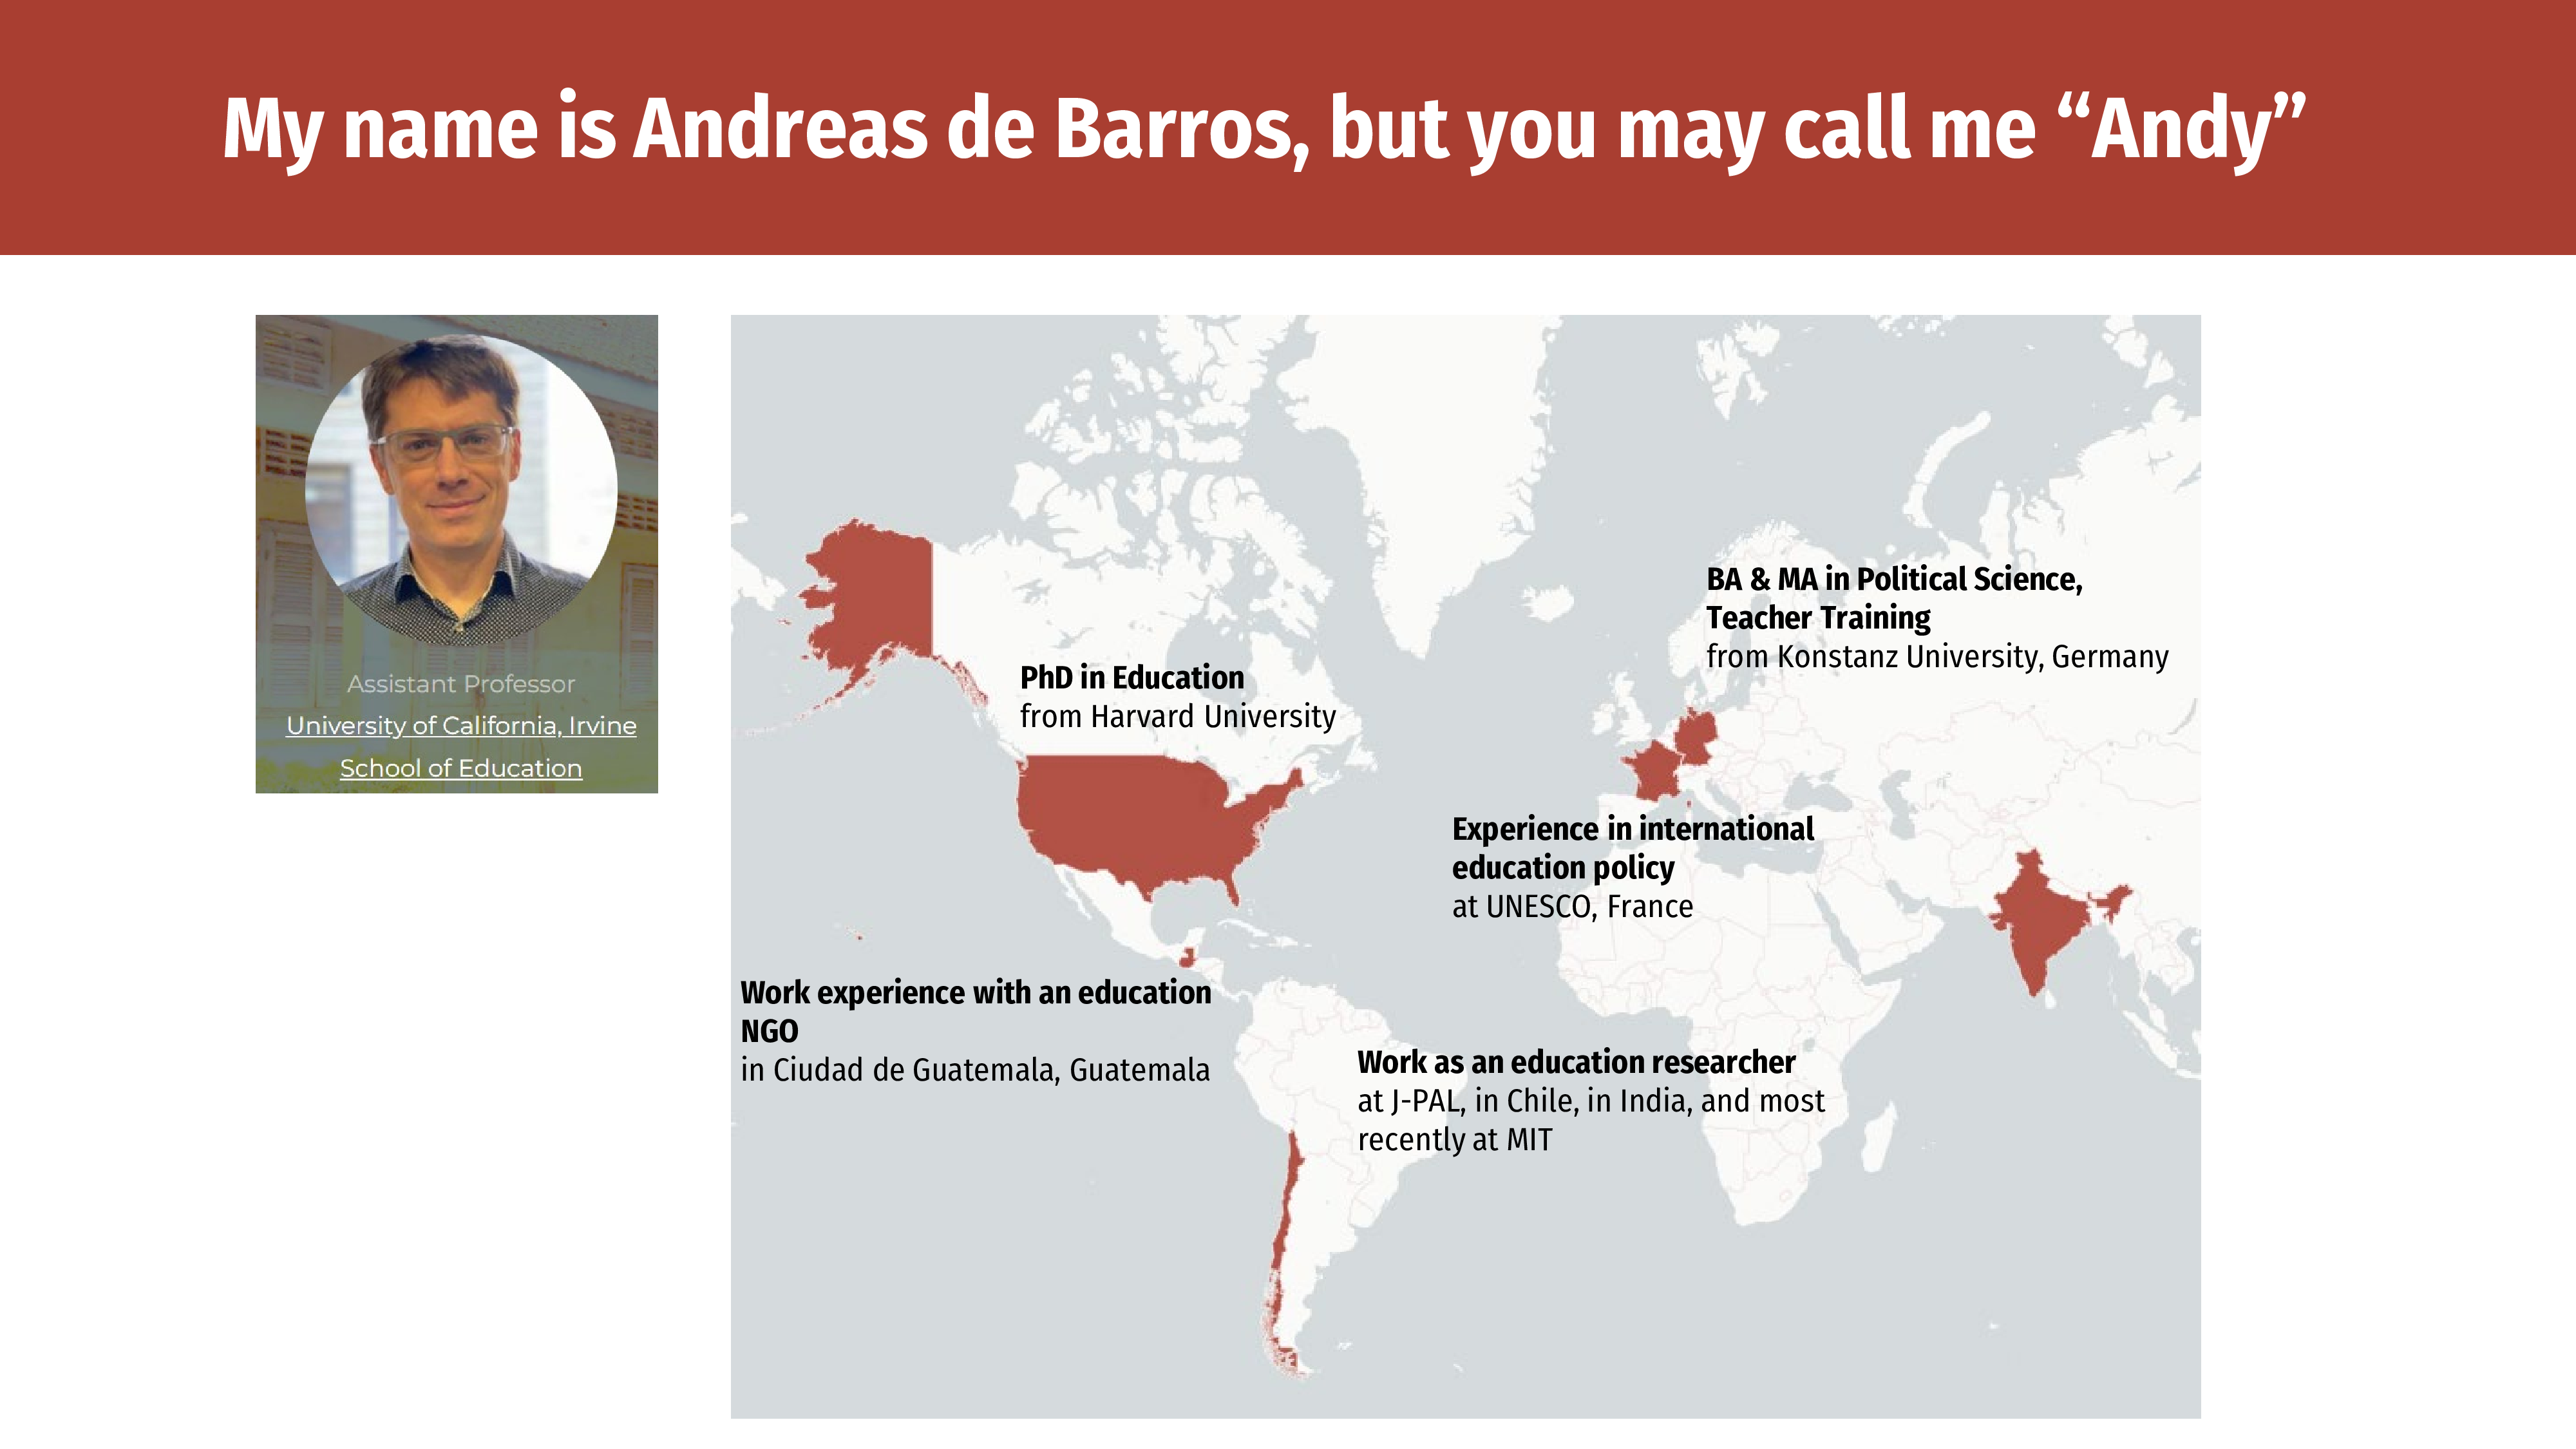 My name is Andreas de Barros, but you may call me “Andy”
Assistant Professor
University of California, Irvine
School of Education
BA & MA in Political Science,
Teacher Training
from Konstanz University, Germany
PhD in Education
from Harvard University
Experience in international
education policy
at UNESCO, France
Work experience with an education
NGO
in Ciudad de Guatemala, Guatemala
Work as an education researcher
at J-PAL, in Chile, in India, and most
recently at MIT